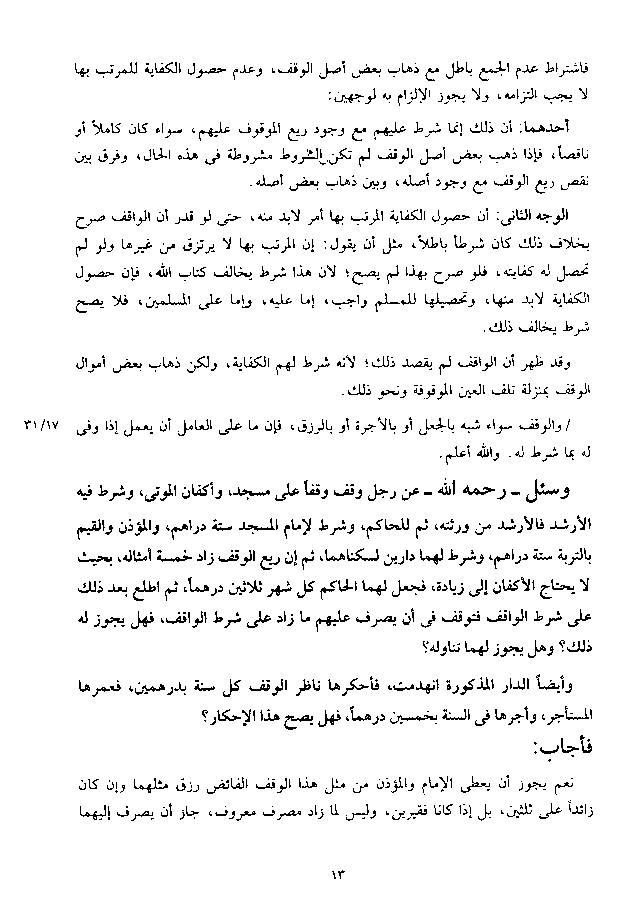 فاشتراط عدم الجمع باطل مع ذهاب بعض أصل الوقف، وعدم حصول الكفاية للمرتب بها
لا يجب التزامه، ولا يجوز الإلزام به لوجهين:
أحدهما: أن ذلك إنما شرط عليهم مع وجود ريع الموقوف عليهم، سواء كان كاملاً أو
ناقصاً، فإذا ذهب بعض أصل الوقف لم تكن الشروط مشروطة فى هذه الحال، وفرق بين
نقص ريع الوقف مع وجود أصله، وبين ذهاب بعض أصله.
الوجه الثانى: أن حصول الكفاية المرتب بها أمر لابد منه، حتى لو قدر أن الواقف صرح
بخلاف ذلك كان شرطاً باطلاً، مثل أن يقول: إن المرتب بها لا يرتزق من غيرها ولو لم
تحصل له كفايته، فلو صرح بهذا لم يصح؛ لأن هذا شرط يخالف كتاب الله، فإن حصول
الكفاية لابد منها، وتحصيلها للمسلم واجب، إما عليه، وإما على المسلمين، فلا يصح
شرط يخالف ذلك.
وقد ظهر أن الواقف لم يقصد ذلك؛ لأنه شرط لهم الكفاية، ولكن ذهاب بعض أموال
الوقف بمنزلة تلف العين الموقوفة ونحو ذلك.
/ والوقف سواء شبه بالجعل أو بالأجرة أو بالرزق، فإن ما على العامل أن يعمل إذا وفى ٣١/١٧
له بما شرط له. والله أعلم.
وسئل ـ رحمه الله ـ عن رجل وقف وقفاً على مسجد، وأكفان الموتى، وشرط فيه
الأرشد فالأرشد من ورثته، ثم للحاكم، وشرط لإمام المسجد ستة دراهم، والمؤذن والقيم
بالتربة ستة دراهم، وشرط لهما دارين لسكناهما، ثم إن ريع الوقف زاد خمسة أمثاله، بحيث
لا يحتاج الأكفان إلى زيادة، فجعل لهما الحاكم كل شهر ثلاثين درهماً، ثم اطلع بعد ذلك
على شرط الواقف فتوقف فى أن يصرف عليهم ما زاد على شرط الواقف، فهل يجوز له
ذلك؟ وهل يجوز لهما تناوله؟
وأيضاً الدار المذكورة انهدمت، فأحكرها ناظر الوقف كل سنة بدرهمين، فعمرها
المستأجر، وأجرها فى السنة بخمسين درهماً، فهل يصح هذا الإحكار؟
فأجاب:
نعم يجوز أن يعطى الإمام والمؤذن من مثل هذا الوقف الفائض رزق مثلهما وإن كان
زائداً على ثلثين، بل إذا كانا فقيرين، وليس لما زاد مصرف معروف، جاز أن يصرف إليهما
١٣